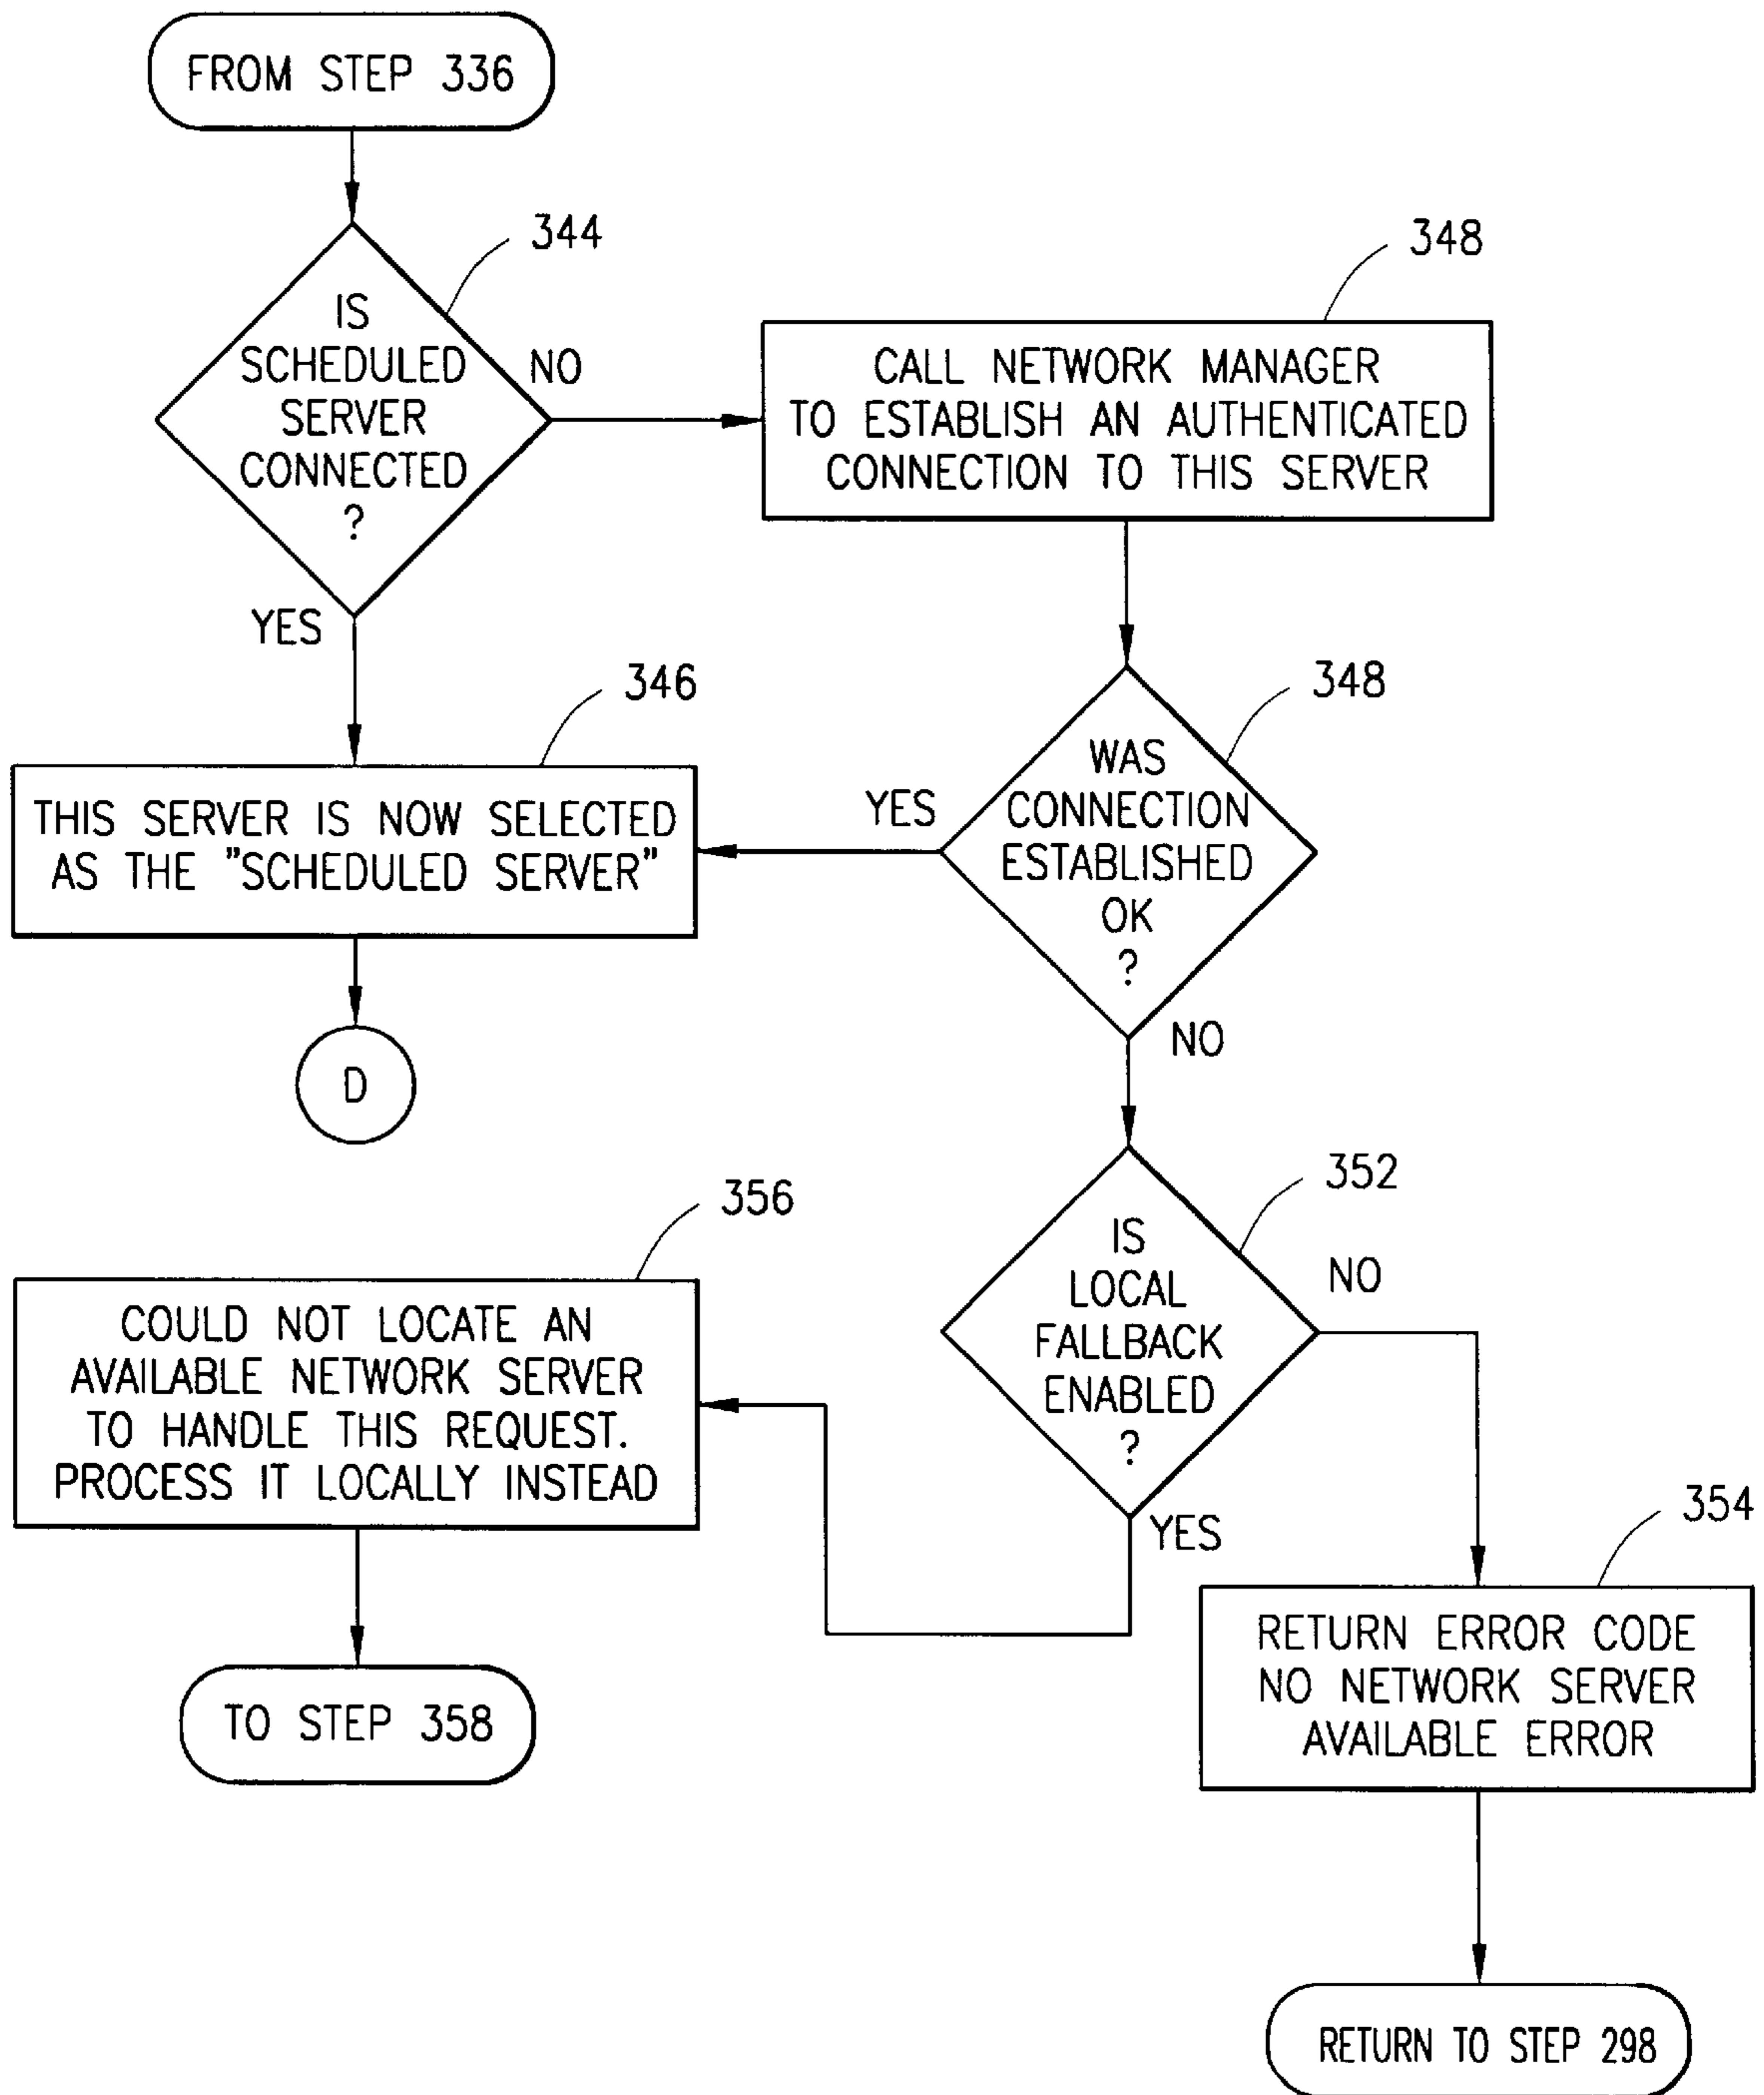 FROM STEP 336
344
IS
SCHEDULED
SERVER
CONNECTED
?
NO
YES
348
CALL NETWORK MANAGER
TO ESTABLISH AN AUTHENTICATED
CONNECTION TO THIS SERVER
346
THIS SERVER IS NOW SELECTED
AS THE "SCHEDULED SERVER"
D
348
WAS
CONNECTION
ESTABLISHED
OK
?
YES
NO
352
IS
LOCAL
FALLBACK
ENABLED
?
NO
YES
356
COULD NOT LOCATE AN
AVAILABLE NETWORK SERVER
TO HANDLE THIS REQUEST.
PROCESS IT LOCALLY INSTEAD
TO STEP 358
354
RETURN ERROR CODE
NO NETWORK SERVER
AVAILABLE ERROR
RETURN TO STEP 298